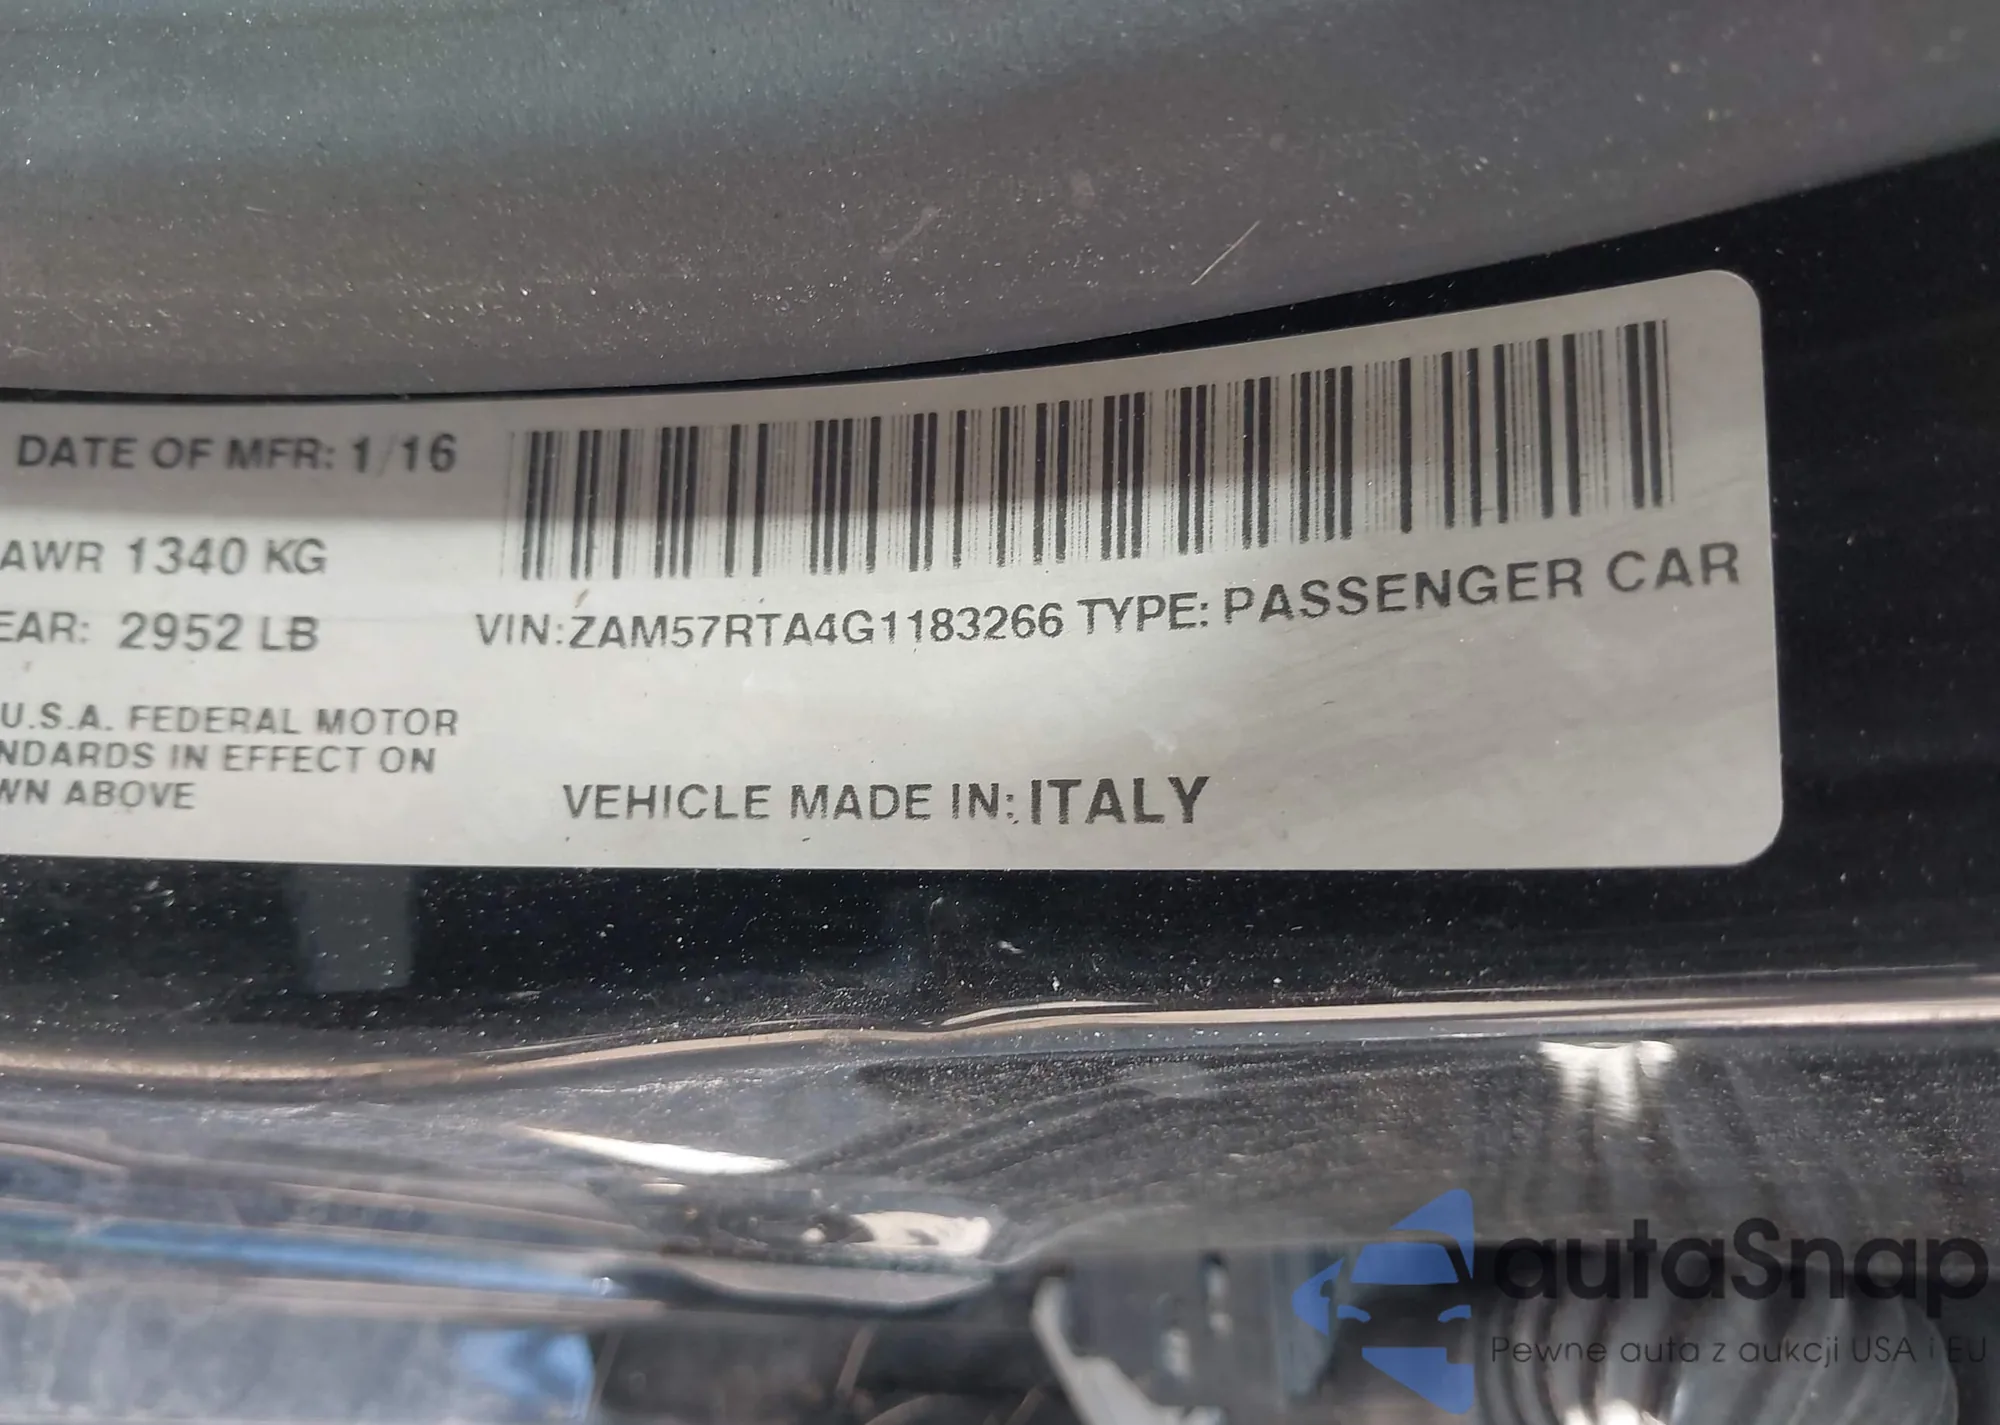 DATE OF MFR: 1/16
AWR 1340 KG
EAR: 2952 LB
VIN:ZAM57RTA4G1183266 TYPE: PASSENGER CAR
U.S.A. FEDERAL MOTOR
NDARDS IN EFFECT ON
WN ABOVE
VEHICLE MADE IN: ITALY
autaSnap
Pewne auta z aukcji USA i EU